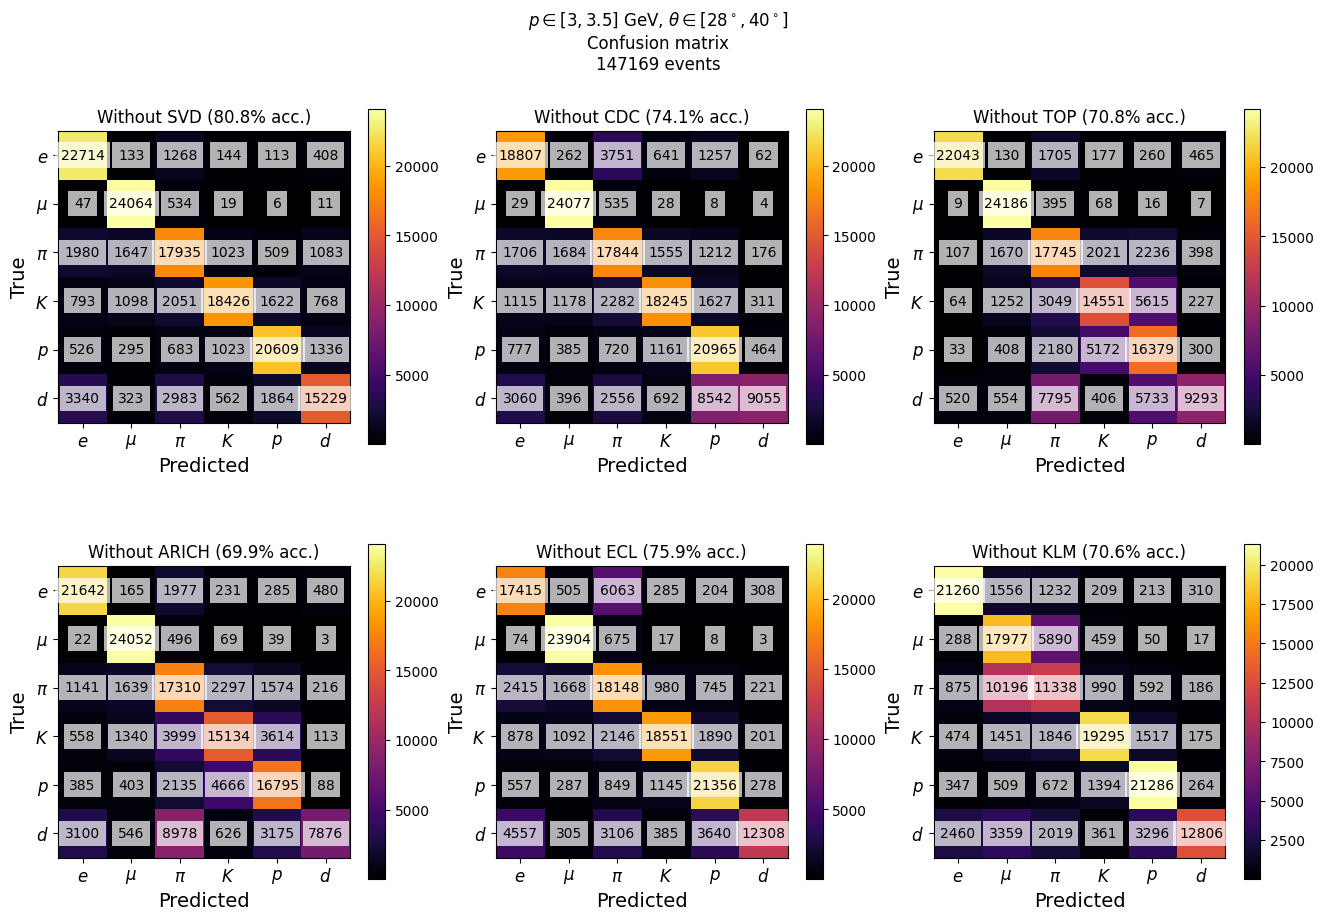 p ∈ [3, 3.5] GeV, θ ∈ [28°, 40°]
Confusion matrix
147169 events
Without SVD (80.8% acc.)
True
e 22714 133 1268 144 113 408
μ 47 24064 534 19 6 11
π 1980 1647 17935 1023 509 1083
K 793 1098 2051 18426 1622 768
p 526 295 683 1023 20609 1336
d 3340 323 2983 562 1864 15229
e μ π K p d
Predicted
20000
15000
10000
5000
Without CDC (74.1% acc.)
True
e 18807 262 3751 641 1257 62
μ 29 24077 535 28 8 4
π 1706 1684 17844 1555 1212 176
K 1115 1178 2282 18245 1627 311
p 777 385 720 1161 20965 464
d 3060 396 2556 692 8542 9055
e μ π K p d
Predicted
20000
15000
10000
5000
Without TOP (70.8% acc.)
True
e 22043 130 1705 177 260 465
μ 9 24186 395 68 16 7
π 107 1670 17745 2021 2236 398
K 64 1252 3049 14551 5615 227
p 33 408 2180 5172 16379 300
d 520 554 7795 406 5733 9293
e μ π K p d
Predicted
20000
15000
10000
5000
Without ARICH (69.9% acc.)
True
e 21642 165 1977 231 285 480
μ 22 24052 496 69 39 3
π 1141 1639 17310 2297 1574 216
K 558 1340 3999 15134 3614 113
p 385 403 2135 4666 16795 88
d 3100 546 8978 626 3175 7876
e μ π K p d
Predicted
20000
15000
10000
5000
Without ECL (75.9% acc.)
True
e 17415 505 6063 285 204 308
μ 74 23904 675 17 8 3
π 2415 1668 18148 980 745 221
K 878 1092 2146 18551 1890 201
p 557 287 849 1145 21356 278
d 4557 305 3106 385 3640 12308
e μ π K p d
Predicted
20000
15000
10000
5000
Without KLM (70.6% acc.)
True
e 21260 1556 1232 209 213 310
μ 288 17977 5890 459 50 17
π 875 10196 11338 990 592 186
K 474 1451 1846 19295 1517 175
p 347 509 672 1394 21286 264
d 2460 3359 2019 361 3296 12806
e μ π K p d
Predicted
20000
17500
15000
12500
10000
7500
5000
2500